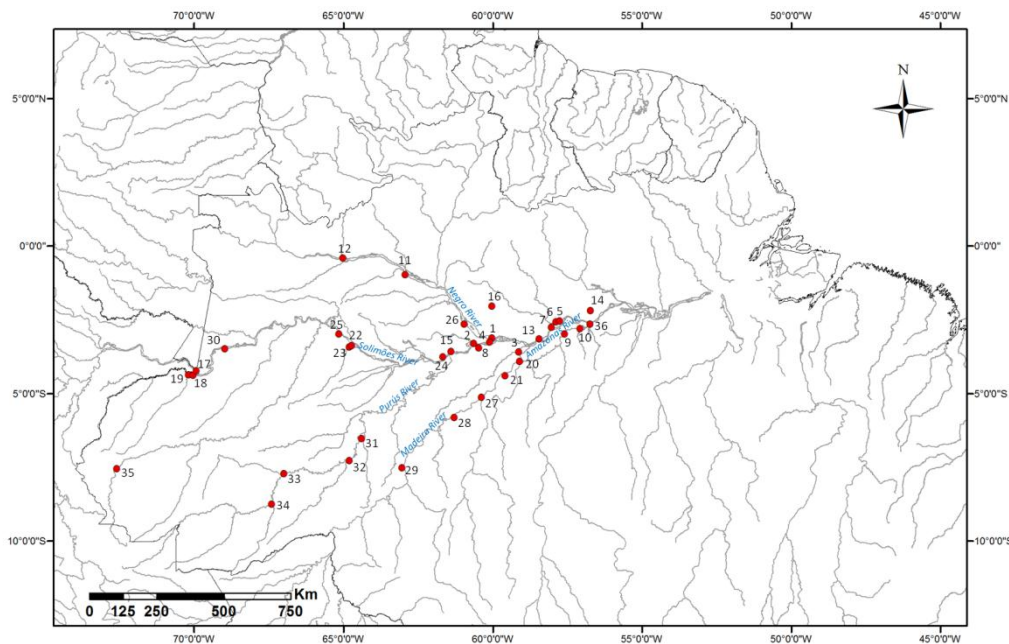 70°0'0"W 65°0'0"W 60°0'0"W 55°0'0"W 50°0'0"W 45°0'0"W
N
5°0'0"N 5°0'0"N
0°0'0" 0°0'0"
12
11
Negro River
16
14
6 5
7
26
4 1
2
13
Amazonas River
36
25
22
30
15
3
9
10
23
Solimões River
8
24
20
17
19 18
21
5°0'0"S 5°0'0"S
Purús River
27
28
Madeira River
31
32
29
35
33
34
10°0'0"S 10°0'0"S
Km
0 125 250 500 750
70°0'0"W 65°0'0"W 60°0'0"W 55°0'0"W 50°0'0"W 45°0'0"W